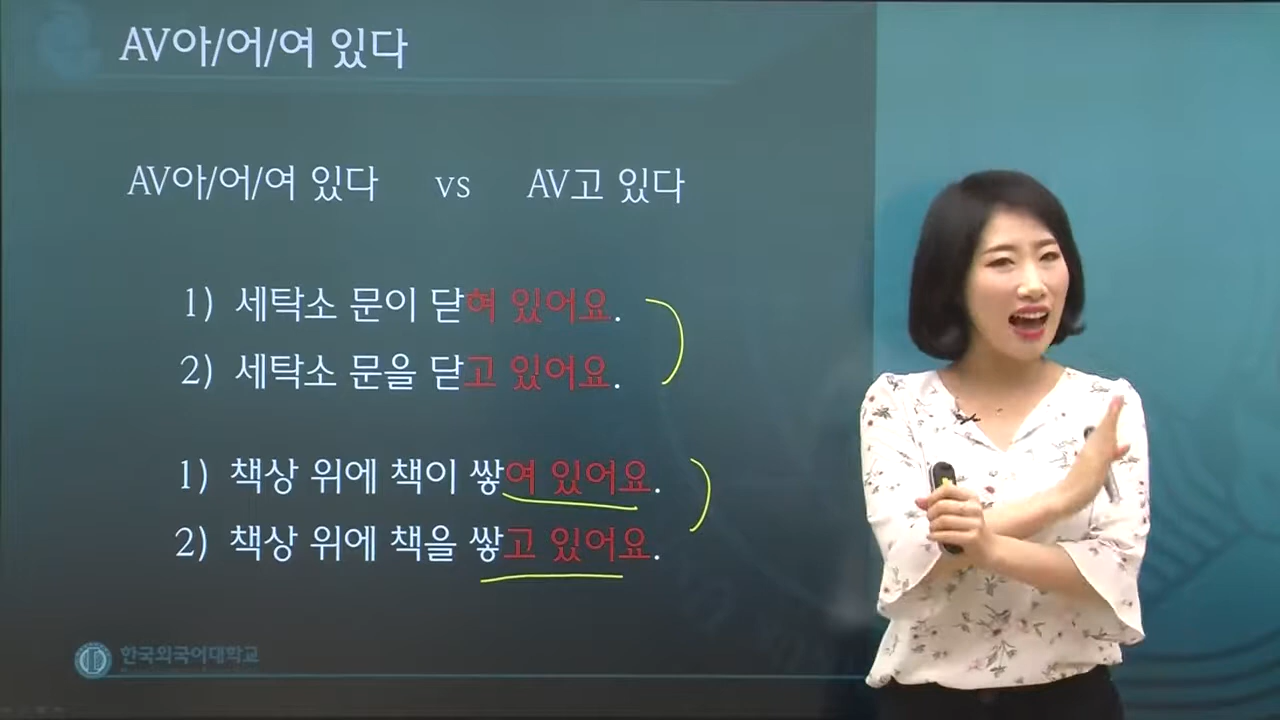 AV아/어/여 있다
AV아/어/여 있다 vs AV고 있다
1) 세탁소 문이 닫혀 있어요.
2) 세탁소 문을 닫고 있어요.
1) 책상 위에 책이 쌓여 있어요.
2) 책상 위에 책을 쌓고 있어요.
한국외국어대학교